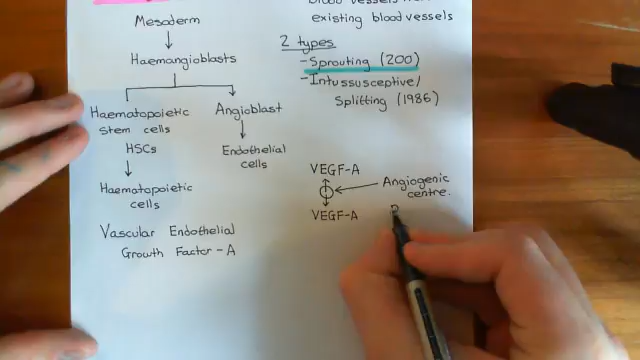 Mesoderm
Haemangioblasts
Haematopoietic
stem cells
HSCs
Haematopoietic
cells
Angioblast
Endothelial
cells
Vascular Endothelial
Growth Factor-A
existing blood vessels
2 types
- Sprouting (200)
- Intussusceptive/
Splitting (1986)
VEGF-A
VEGF-A
Angiogenic
centre.